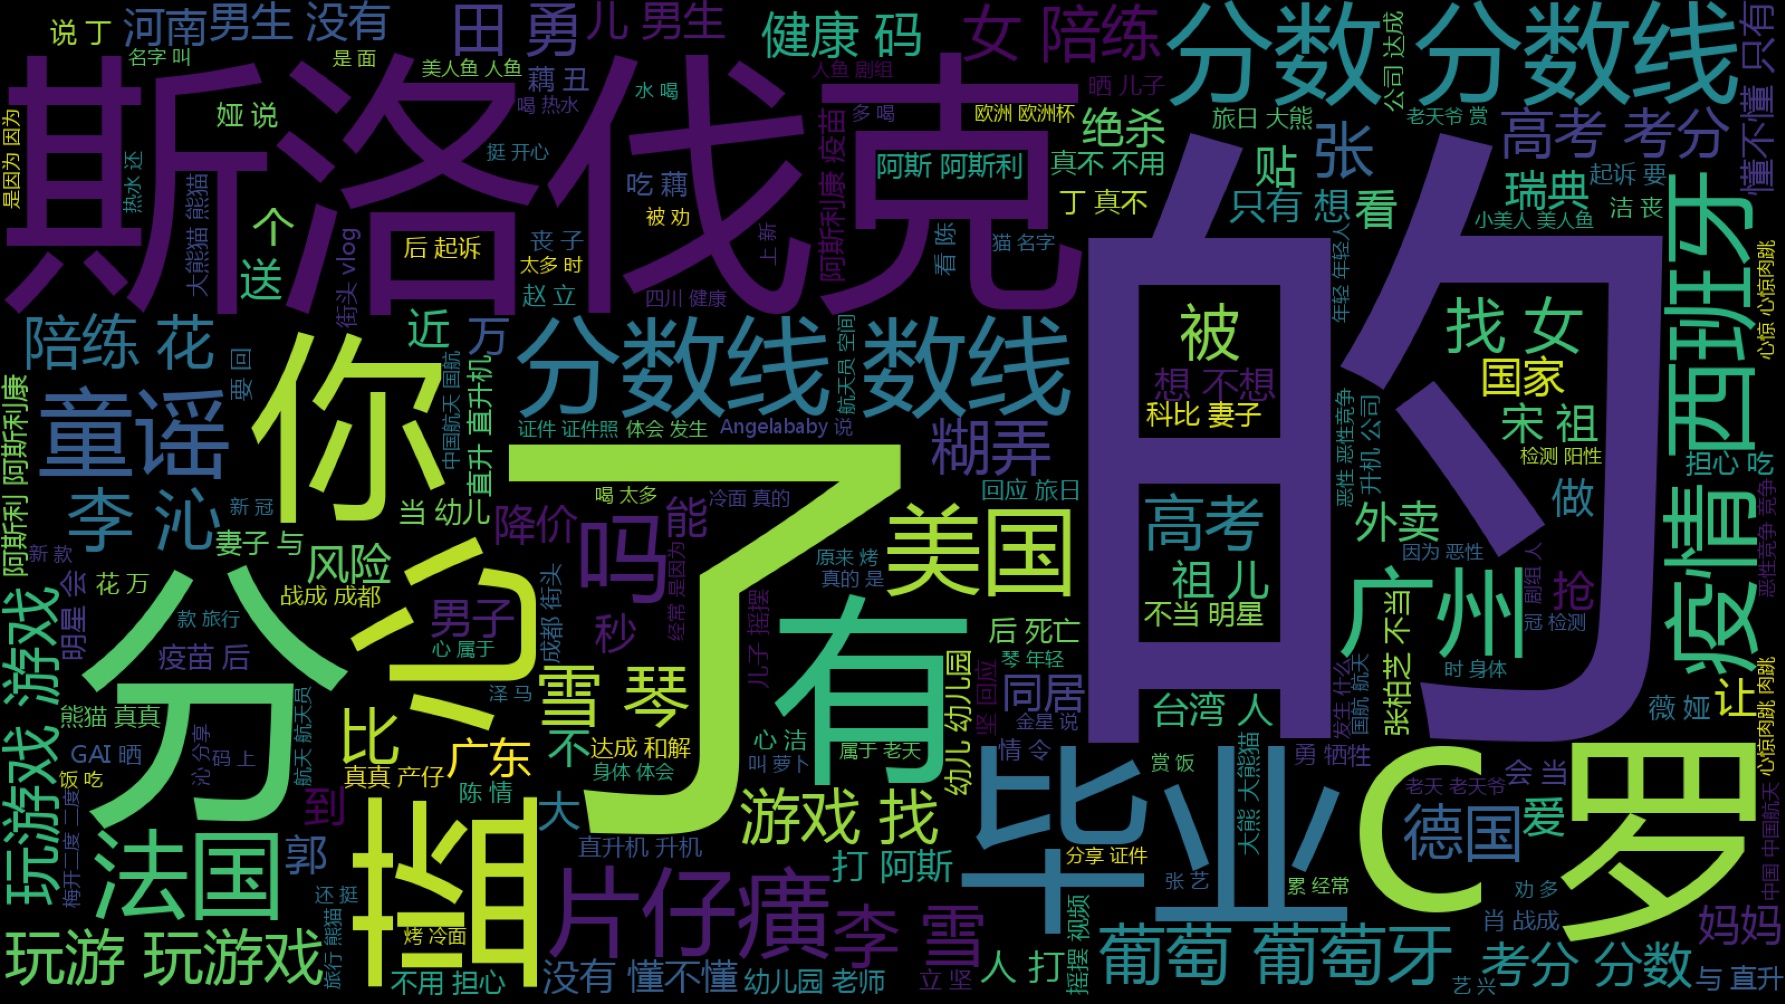 说 丁
河南 男生 没有
田 勇
儿 男生
健康 码
女 陪练
分数 分数线
公司 达成
懂不懂 只有
名字 叫
是 面
美人鱼 人鱼
藕 丑
水 喝
人鱼 剧组
晒 儿子
斯洛伐克
娅 说
喝 热水
多 喝
欧洲 欧洲杯
绝杀
旅日 大熊
老天爷 赏
高考 考分
是因为 因为
热水 还
大熊猫 熊猫
挺 开心
阿斯利康 疫苗
阿斯 阿斯利
真不 不用
贴
张
瑞典
起诉 要
西班牙
吃 藕
被 劝
丁 真不
只有 想
看
小美人 美人鱼
洁 丧
个
送
街头 vlog
后 起诉
丧 子
太多 时
上 新
看 陈
猫 名字
的
年轻 年轻人
心惊 心惊肉跳
赵 立
四川 健康
陪练 花
近
万
分数线 数线
航天员 空间
被
找 女
想 不想
国家
科比 妻子
宋 祖
要 回
童谣
你
中国航天 国航
直升 直升机
证件 证件照
体会 发生
Angelababy 说
糊弄
恶性 恶性竞争
升机 公司
检测 阳性
担心 吃
阿斯利 阿斯利康
李 沁
新 冠
当 幼儿
喝 太多
冷面 真的
回应 旅日
高考
外卖
做
疫情
恶性竞争 竞争
妻子 与
降价
吗
能
了
美国
新 款
花 万
风险
战成 成都
原来 烤
真的 是
祖 儿
不当 明星
广州
因为 恶性
剧组 人
抢
冠 检测
玩游戏 游戏
明星 会
款 旅行
分
沁
男子
心 属于
成都 街头
秒
经常 是因为
儿子 摇摆
有
后 死亡
琴 年轻
张柏芝 不当
时 身体
疫苗 后
泽 马
雪 琴
幼儿 幼儿园
坚 回应
同居
金星 说
台湾 人
发生 什么
国航 航天
薇 娅
让
心惊肉跳 肉跳
熊猫 真真
GAI 晒
沁 分享
码 上
航天 航天员
比
广东
不
达成 和解
身体 体会
心 洁
叫 萝卜
属于 老天
情 令
赏 饭
大熊 大熊猫
勇 牺牲
C罗
饭 吃
真真 产仔
陈 情
到
大
游戏 找
毕业
老天 老天爷
会 当
中国 中国航天
梅开二度 二度
法国
郭
猫
直升机 升机
打 阿斯
分享 证件
张 艺
累 经常
德国
爱
劝 多
肖 战成
妈妈
玩游 玩游戏
旅行 熊猫
还 挺
烤 冷面
不用 担心
片仔癀
没有 懂不懂
李 雪
幼儿园 老师
立 坚
人 打
摇摆 视频
葡萄 葡萄牙
考分 分数
艺 兴
与 直升